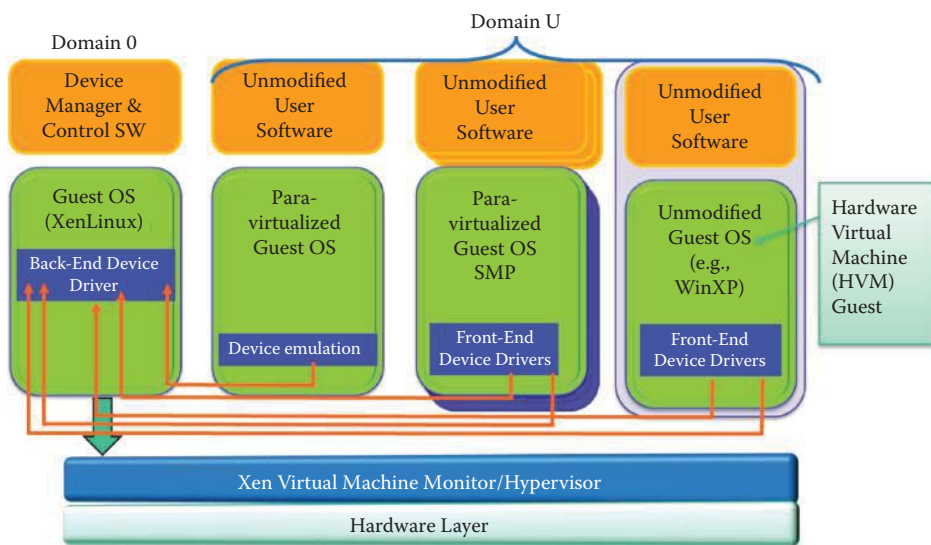 Domain U
Domain 0
Device
Manager &
Control SW
Unmodified
User
Software
Unmodified
User
Software
Unmodified
User
Software
Guest OS
(XenLinux)
Back-End Device
Driver
Para-
virtualized
Guest OS
Device emulation
Para-
virtualized
Guest OS
SMP
Front-End
Device Drivers
Unmodified
Guest OS
(e.g.,
WinXP)
Front-End
Device Drivers
Hardware
Virtual
Machine
(HVM)
Guest
Xen Virtual Machine Monitor/Hypervisor
Hardware Layer